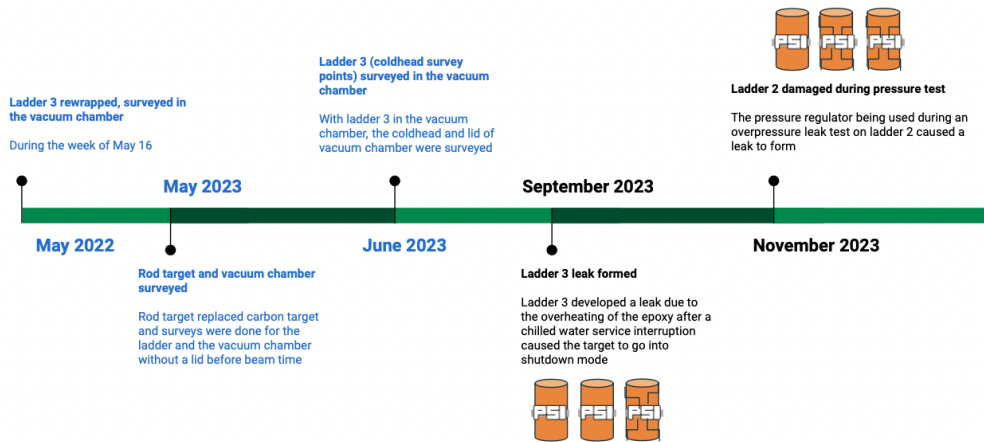 PSI PSI PSI
Ladder 3 rewrapped, surveyed in
the vacuum chamber
During the week of May 16
Ladder 3 (coldhead survey
points) surveyed in the vacuum
chamber
With ladder 3 in the vacuum
chamber, the coldhead and lid of
vacuum chamber were surveyed
Ladder 2 damaged during pressure test
The pressure regulator being used during an
overpressure leak test on ladder 2 caused a
leak to form
May 2023
September 2023
May 2022
June 2023
November 2023
Rod target and vacuum chamber
surveyed
Rod target replaced carbon target
and surveys were done for the
ladder and the vacuum chamber
without a lid before beam time
Ladder 3 leak formed
Ladder 3 developed a leak due to
the overheating of the epoxy after a
chilled water service interruption
caused the target to go into
shutdown mode
PSI PSI PSI